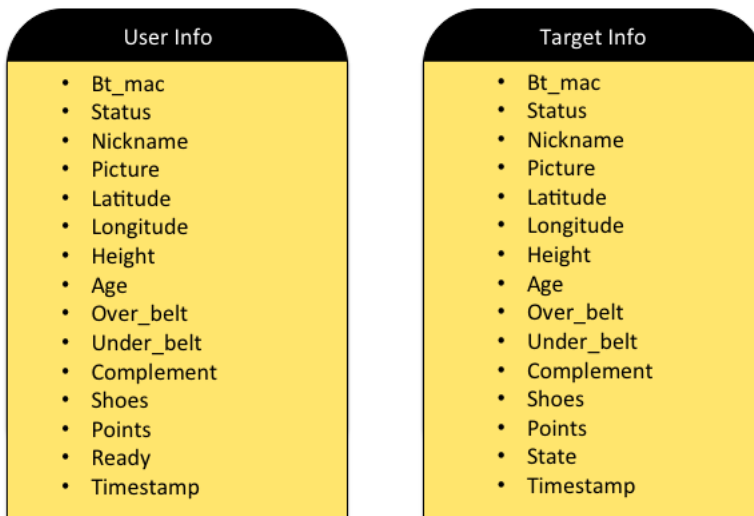 User Info
• Bt_mac
• Status
• Nickname
• Picture
• Latitude
• Longitude
• Height
• Age
• Over_belt
• Under_belt
• Complement
• Shoes
• Points
• Ready
• Timestamp
Target Info
• Bt_mac
• Status
• Nickname
• Picture
• Latitude
• Longitude
• Height
• Age
• Over_belt
• Under_belt
• Complement
• Shoes
• Points
• State
• Timestamp